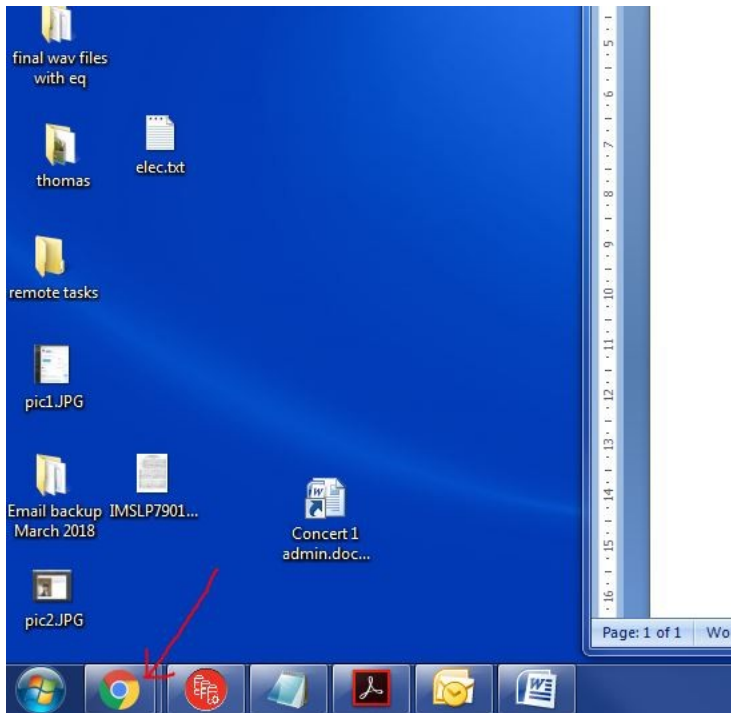 final wav files
with eq
thomas
elec.txt
remote tasks
pic1.JPG
Email backup
March 2018
IMSLP7901...
Concert 1
admin.doc...
pic2.JPG
5
6
7
8
9
10
11
12
13
14
15
16
Page: 1 of 1
Wo